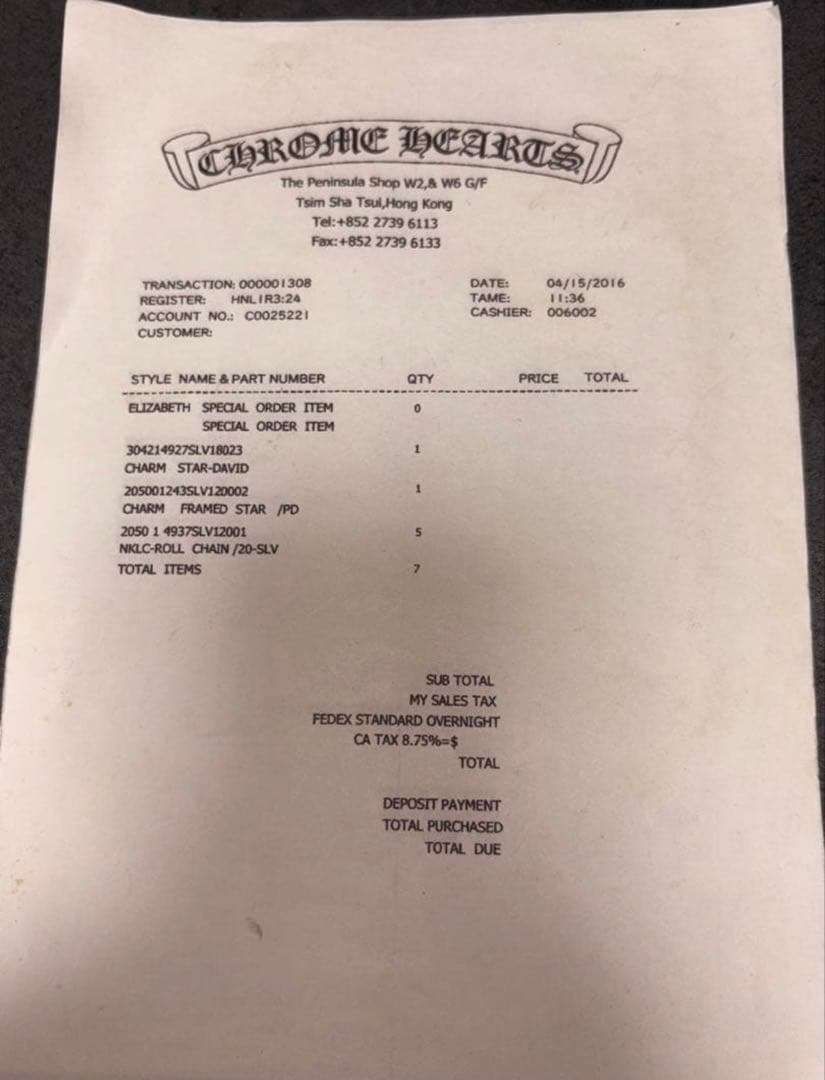 CHROME HEARTS
The Peninsula Shop W2,& W6 G/F
Tsim Sha Tsui,Hong Kong
Tel:+852 2739 6113
Fax:+852 2739 6133
TRANSACTION: 000001308 DATE: 04/15/2016
REGISTER: HNL1R3:24 TAME: 11:36
ACCOUNT NO.: C0025221 CASHIER: 006002
CUSTOMER:
STYLE NAME & PART NUMBER QTY PRICE TOTAL
ELIZABETH SPECIAL ORDER ITEM 0
SPECIAL ORDER ITEM
304214927SLV18023 1
CHARM STAR-DAVID
205001243SLV120002 1
CHARM FRAMED STAR /PD
2050 1 4937SLV12001 5
NKLC-ROLL CHAIN /20-SLV
TOTAL ITEMS 7
SUB TOTAL
MY SALES TAX
FEDEX STANDARD OVERNIGHT
CA TAX 8.75%=$
TOTAL
DEPOSIT PAYMENT
TOTAL PURCHASED
TOTAL DUE